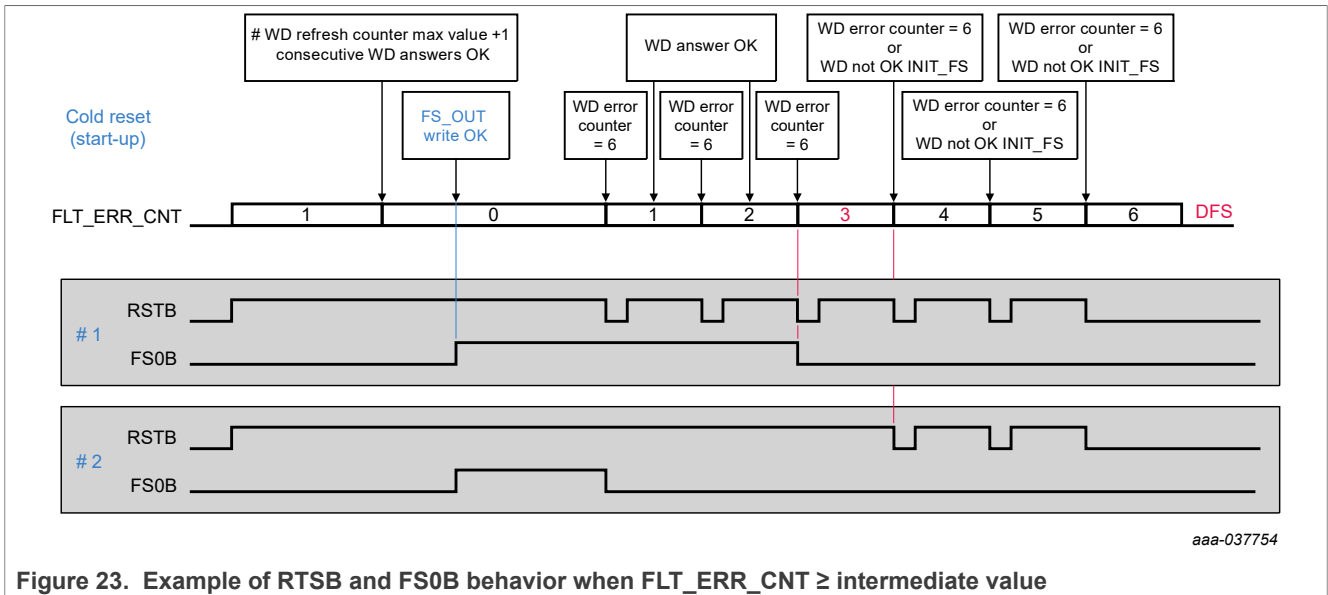 # WD refresh counter max value +1
consecutive WD answers OK
WD answer OK
WD error counter = 6
or
WD not OK INIT_FS
WD error counter = 6
or
WD not OK INIT_FS
Cold reset
(start-up)
FS_OUT
write OK
WD error
counter
= 6
WD error
counter
= 6
WD error
counter
= 6
WD error counter = 6
or
WD not OK INIT_FS
FLT_ERR_CNT 1 0 1 2 3 4 5 6 DFS
# 1
RSTB
FS0B
# 2
RSTB
FS0B
aaa-037754
Figure 23. Example of RTSB and FS0B behavior when FLT_ERR_CNT ≥ intermediate value